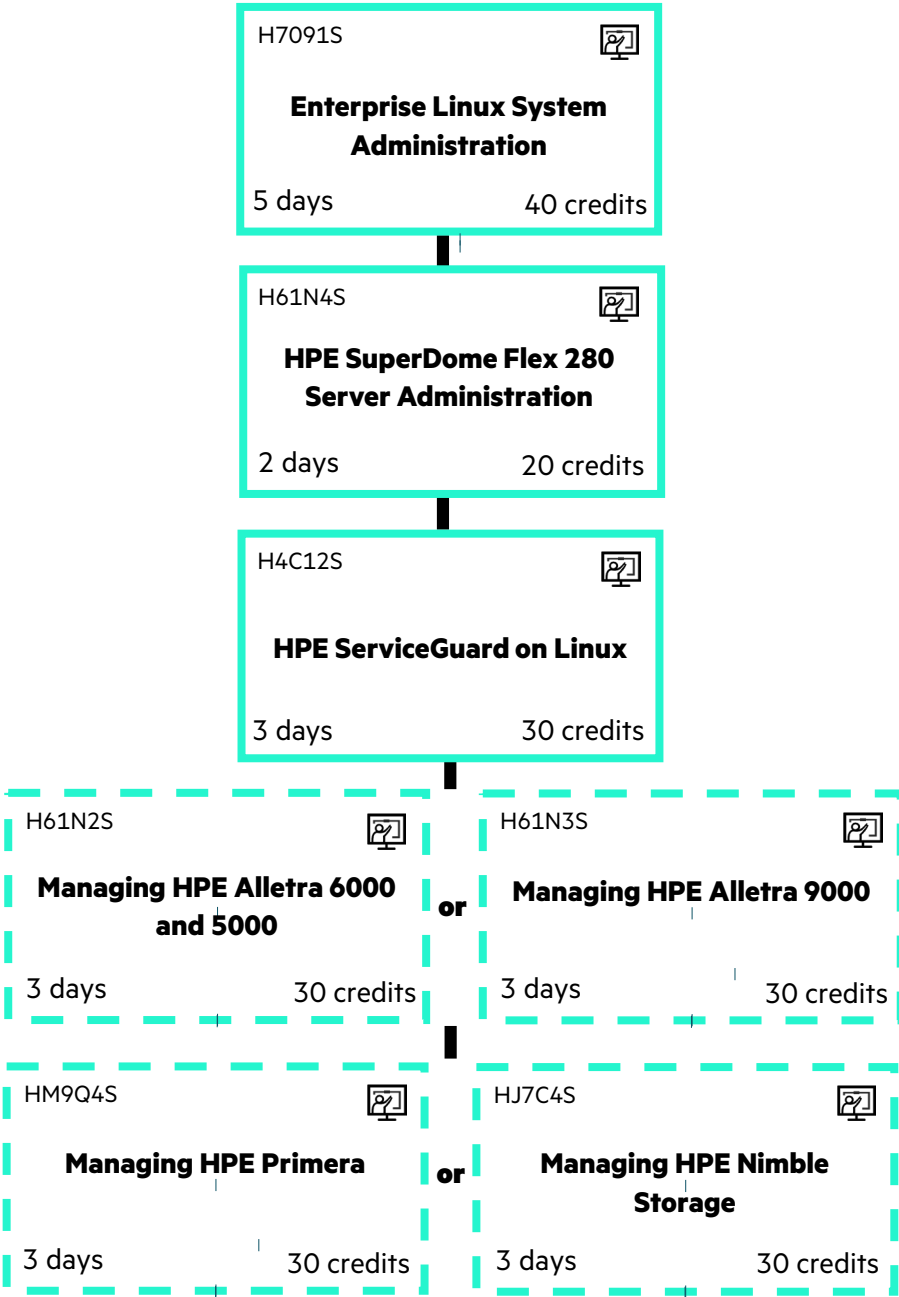 H7091S
Enterprise Linux System
Administration
5 days
40 credits
H61N4S
HPE SuperDome Flex 280
Server Administration
2 days
20 credits
H4C12S
HPE ServiceGuard on Linux
3 days
30 credits
H61N2S
Managing HPE Alletra 6000
and 5000
3 days
30 credits
or
H61N3S
Managing HPE Alletra 9000
3 days
30 credits
HM9Q4S
Managing HPE Primera
3 days
30 credits
or
HJ7C4S
Managing HPE Nimble
Storage
3 days
30 credits